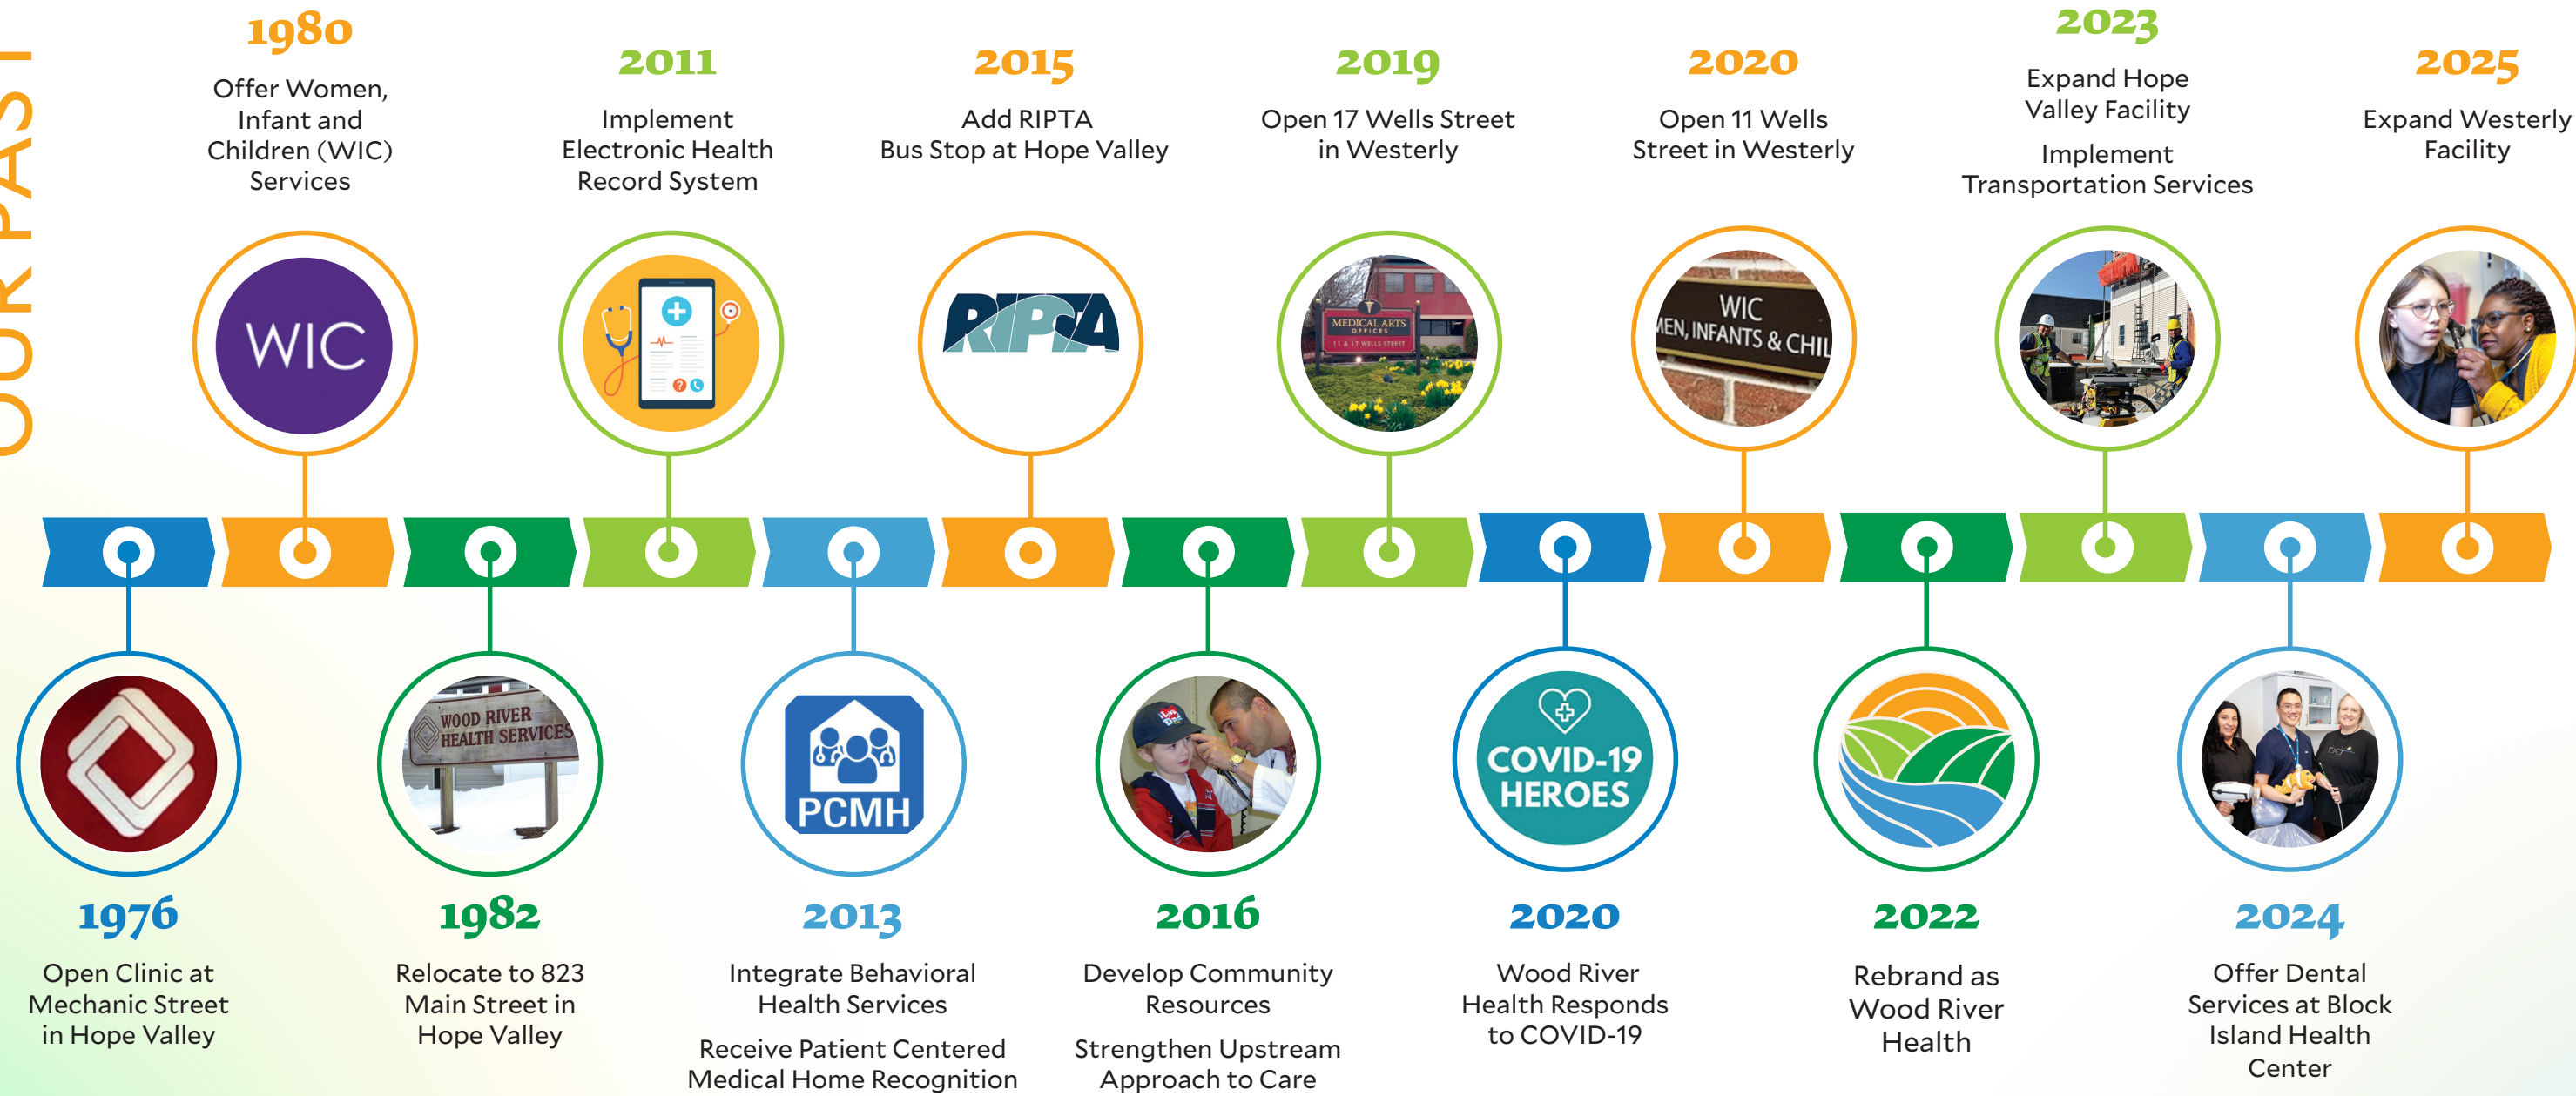 OUR PAST
1980
Offer Women,
Infant and
Children (WIC)
Services
2011
Implement
Electronic Health
Record System
2015
Add RIPTA
Bus Stop at Hope Valley
2019
Open 17 Wells Street
in Westerly
2020
Open 11 Wells
Street in Westerly
2023
Expand Hope
Valley Facility
Implement
Transportation Services
2025
Expand Westerly
Facility
WIC
RIPTA
MEDICAL ARTS
OFFICES
11 & 17 WELLS STREET
WIC
MEN, INFANTS & CHIL
WOOD RIVER
HEALTH SERVICES
PCMH
COVID-19
HEROES
1976
Open Clinic at
Mechanic Street
in Hope Valley
1982
Relocate to 823
Main Street in
Hope Valley
2013
Integrate Behavioral
Health Services
Receive Patient Centered
Medical Home Recognition
2016
Develop Community
Resources
Strengthen Upstream
Approach to Care
2020
Wood River
Health Responds
to COVID-19
2022
Rebrand as
Wood River
Health
2024
Offer Dental
Services at Block
Island Health
Center